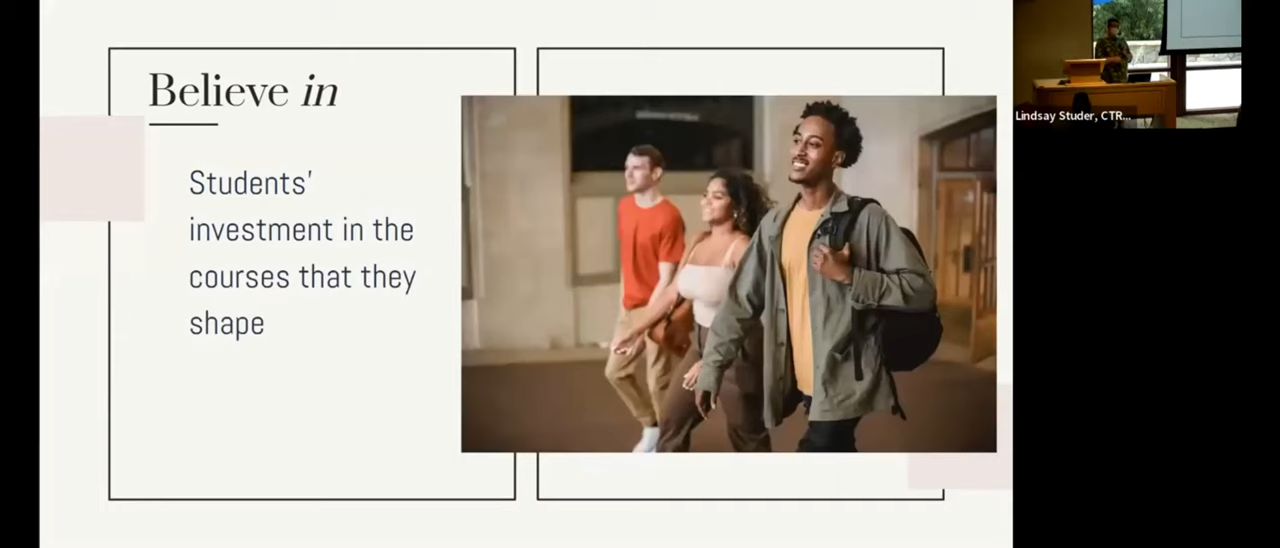 Believe in
Students'
investment in the
courses that they
shape
Lindsay Studer, CTR...